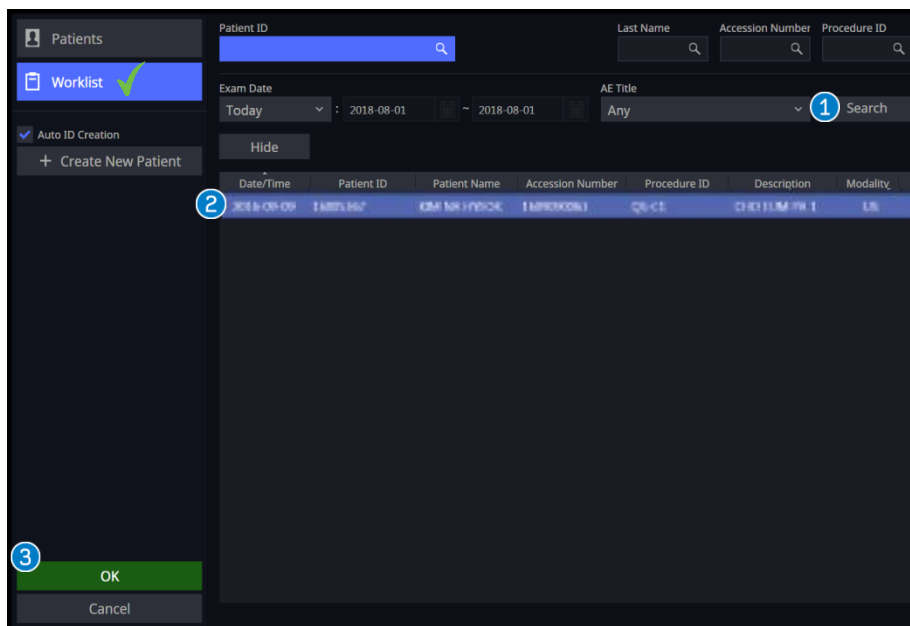 Patients
Worklist
Auto ID Creation
+ Create New Patient
Patient ID
Last Name
Accession Number
Procedure ID
Exam Date
AE Title
Today : 2018-08-01 ~ 2018-08-01
Any
1 Search
Hide
Date/Time Patient ID Patient Name Accession Number Procedure ID Description Modality
2
3
OK
Cancel